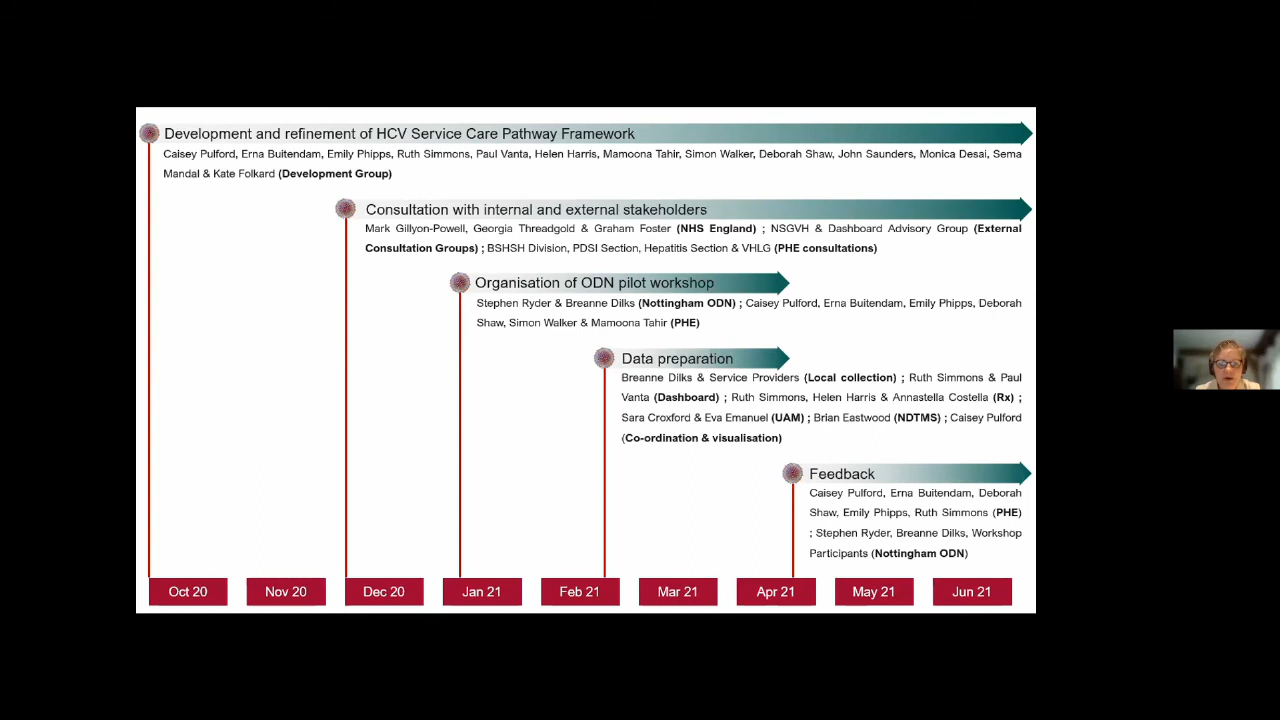 Development and refinement of HCV Service Care Pathway Framework
Caisey Pulford, Erna Buitendam, Emily Phipps, Ruth Simmons, Paul Vanta, Helen Harris, Mamoona Tahir, Simon Walker, Deborah Shaw, John Saunders, Monica Desai, Sema
Mandal & Kate Folkard (Development Group)
Consultation with internal and external stakeholders
Mark Gillyon-Powell, Georgia Threadgold & Graham Foster (NHS England) ; NSGVH & Dashboard Advisory Group (External
Consultation Groups) ; BSHSH Division, PDSI Section, Hepatitis Section & VHLG (PHE consultations)
Organisation of ODN pilot workshop
Stephen Ryder & Breanne Dilks (Nottingham ODN) ; Caisey Pulford, Erna Buitendam, Emily Phipps, Deborah
Shaw, Simon Walker & Mamoona Tahir (PHE)
Data preparation
Breanne Dilks & Service Providers (Local collection) ; Ruth Simmons & Paul
Vanta (Dashboard) ; Ruth Simmons, Helen Harris & Annastella Costella (Rx) ;
Sara Croxford & Eva Emanuel (UAM) ; Brian Eastwood (NDTMS) ; Caisey Pulford
(Co-ordination & visualisation)
Feedback
Caisey Pulford, Erna Buitendam, Deborah
Shaw, Emily Phipps, Ruth Simmons (PHE)
; Stephen Ryder, Breanne Dilks, Workshop
Participants (Nottingham ODN)
Oct 20 Nov 20 Dec 20 Jan 21 Feb 21 Mar 21 Apr 21 May 21 Jun 21